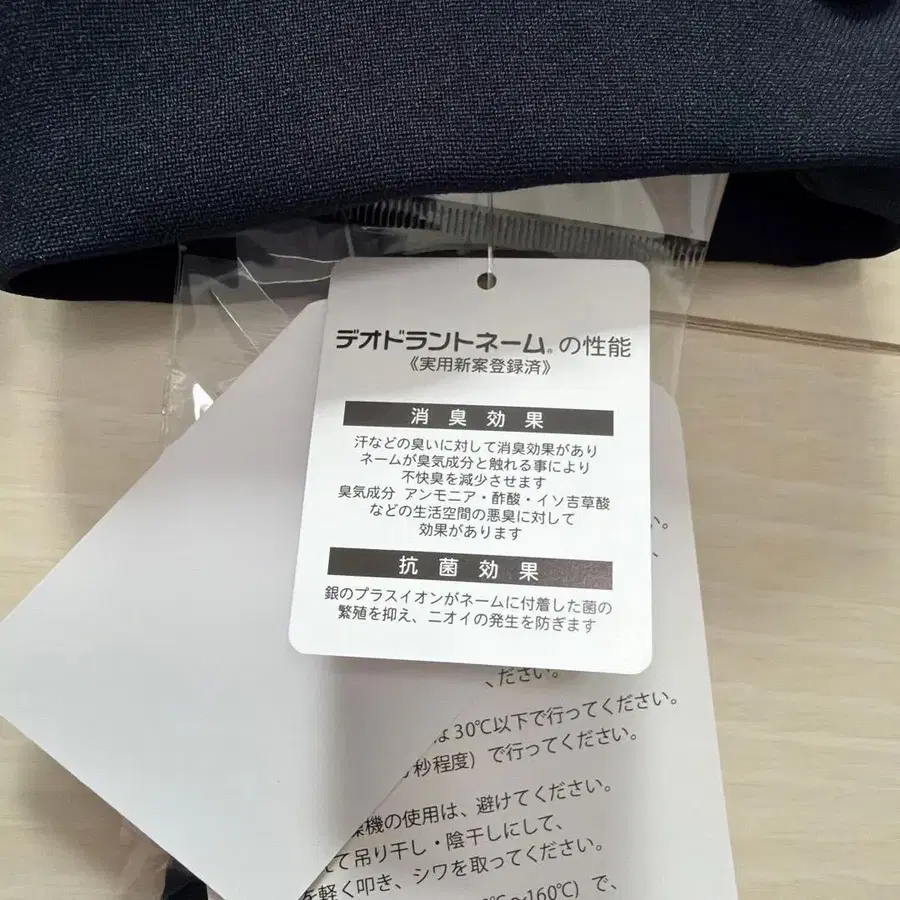 デオドラントネーム®の性能
《実用新案登録済》
消臭効果
汗などの臭いに対して消臭効果があり
ネームが臭気成分と触れる事により
不快臭を減少させます
臭気成分 アンモニア・酢酸・イソ吉草酸
などの生活空間の悪臭に対して
効果があります
抗菌効果
銀のプラスイオンがネームに付着した菌の
繁殖を抑え、ニオイの発生を防ぎます
い。
、
、ださい。
は30℃以下で行ってください。
秒程度）で行ってください。
機の使用は、避けてください。
て吊り干し・陰干しにして、
を軽く叩き、シワを取ってください。
℃～160℃）で、